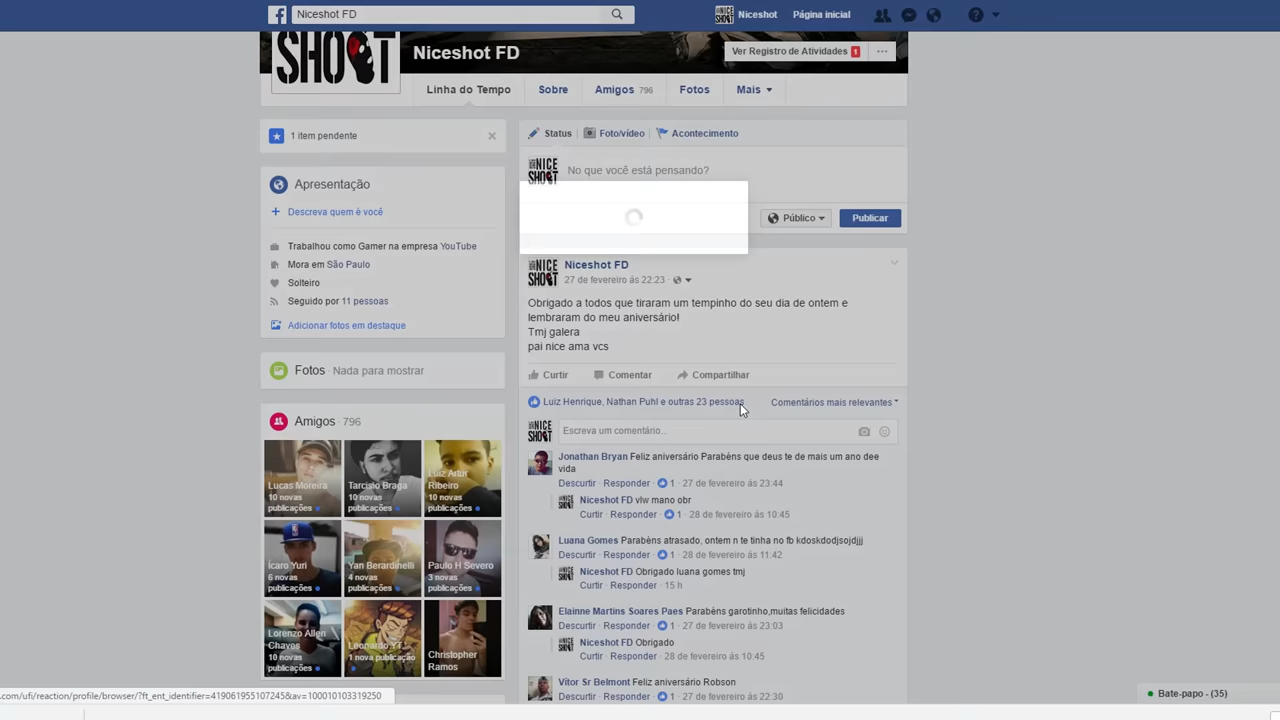 Niceshot FD
Niceshot
Página inicial
SHOOT
Niceshot FD
Ver Registro de Atividades 1
Linha do Tempo
Sobre
Amigos 796
Fotos
Mais
1 item pendente
Apresentação
Descreva quem é você
Trabalhou como Gamer na empresa YouTube
Mora em São Paulo
Solteiro
Seguido por 11 pessoas
Adicionar fotos em destaque
Fotos · Nada para mostrar
Amigos · 796
Lucas Moreira
10 novas publicações
Tarcisio Braga
10 novas publicações
Luiz Artur Ribeiro
10 novas publicações
Ícaro Yuri
6 novas publicações
Yan Berardinelli
4 novas publicações
Paulo H Severo
3 novas publicações
Lorenzo Allen Chaves
10 novas publicações
Leonardo YT
1 nova publicação
Christopher Ramos
Status
Foto/vídeo
Acontecimento
NICE SHOOT
No que você está pensando?
Público
Publicar
Niceshot FD
27 de fevereiro às 22:23 ·
Obrigado a todos que tiraram um tempinho do seu dia de ontem e
lembraram do meu aniversário!
Tmj galera
pai nice ama vcs
Curtir
Comentar
Compartilhar
Luiz Henrique, Nathan Puhl e outras 23 pessoas
Comentários mais relevantes
Escreva um comentário...
Jonathan Bryan Feliz aniversário Parabéns que deus te de mais um ano dee
vida
Descurtir · Responder · 1 · 27 de fevereiro às 23:44
Niceshot FD vlw mano obr
Curtir · Responder · 1 · 28 de fevereiro às 10:45
Luana Gomes Parabéns atrasado, ontem n te tinha no fb kdoskdodjsojdjjj
Descurtir · Responder · 1 · 28 de fevereiro às 11:42
Niceshot FD Obrigado luana gomes tmj
Curtir · Responder · 15 h
Elainne Martins Soares Paes Parabéns garotinho,muitas felicidades
Descurtir · Responder · 1 · 27 de fevereiro às 23:03
Niceshot FD Obrigado
Curtir · Responder · 28 de fevereiro às 10:45
Vítor Sr Belmont Feliz aniversário Robson
Descurtir · Responder · 1 · 27 de fevereiro às 22:30
.com/ufi/reaction/profile/browser/?ft_ent_identifier=419061955107245&av=100010103319250
Bate-papo - (35)